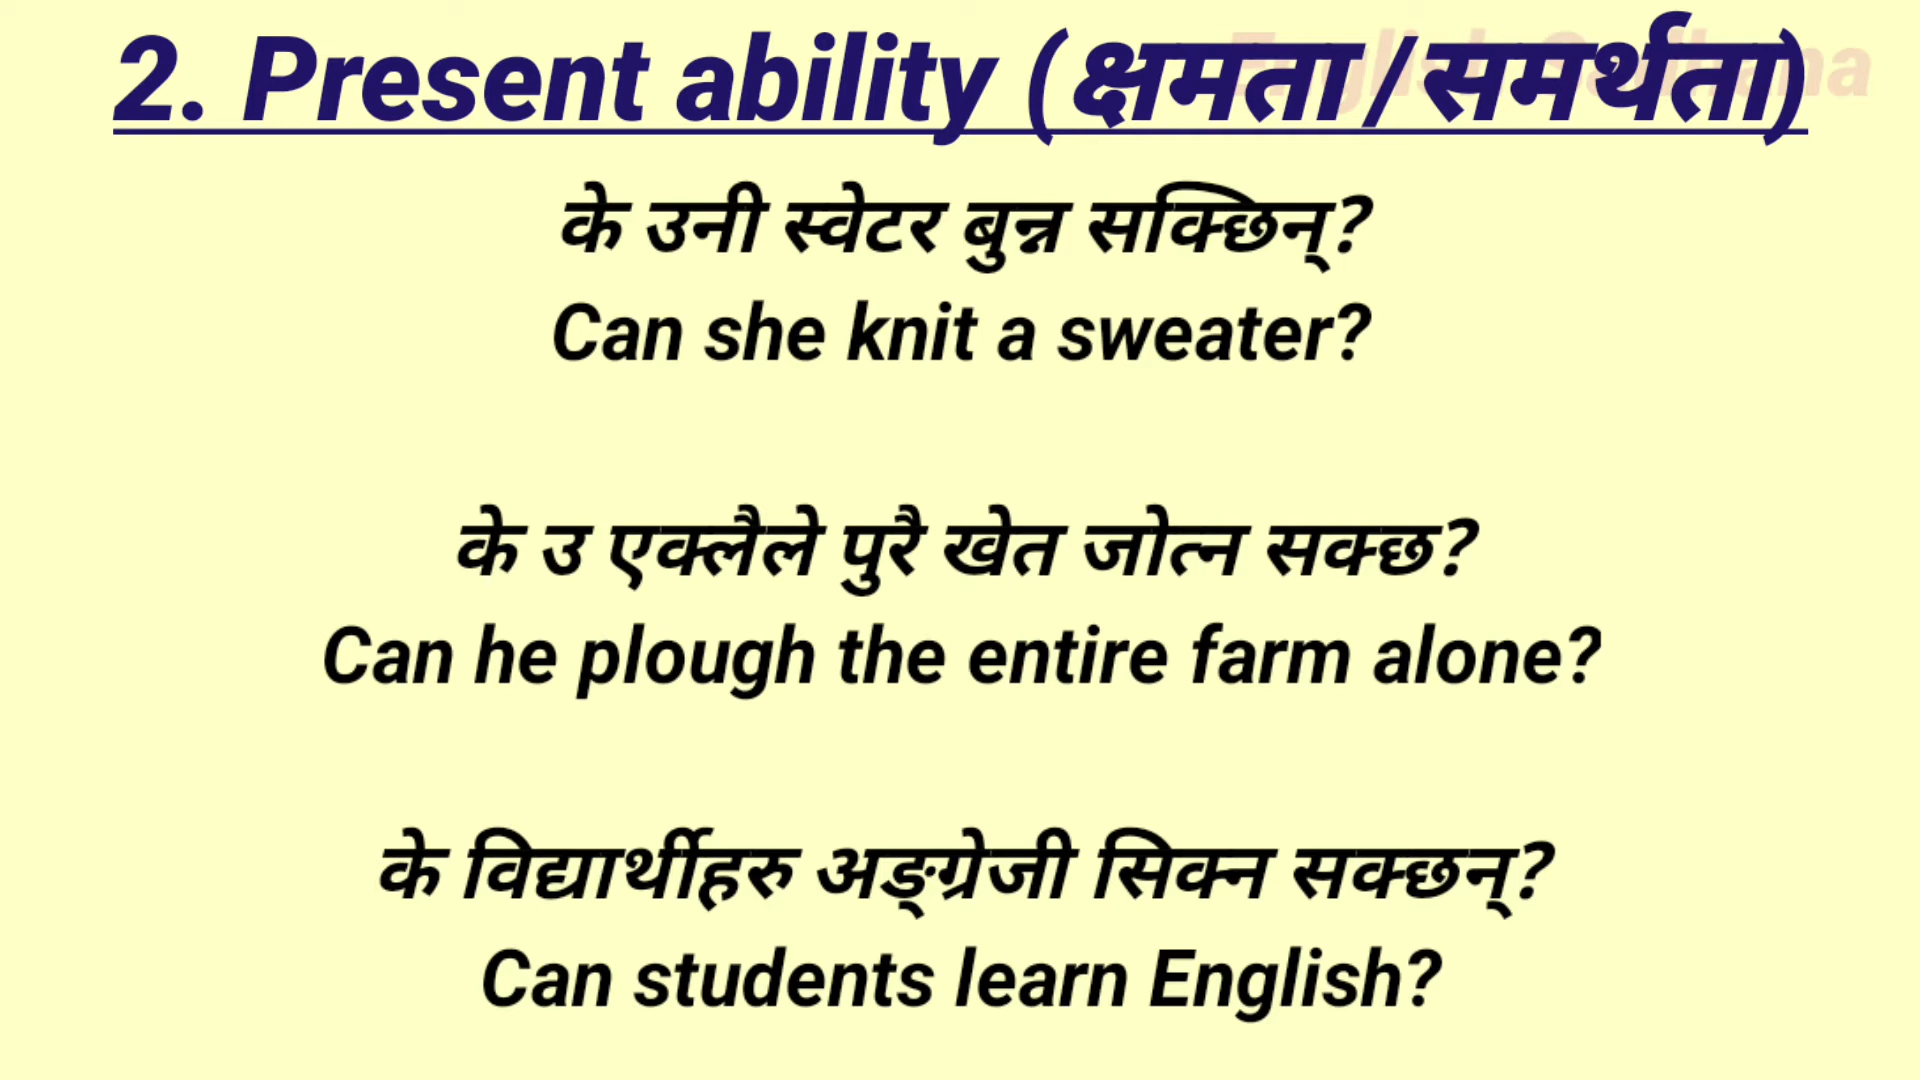 2. Present ability (क्षमता/समर्थता)
के उनी स्वेटर बुन्न सक्छिन्?
Can she knit a sweater?
के उ एक्लैले पुरै खेत जोत्न सक्छ?
Can he plough the entire farm alone?
के विद्यार्थीहरु अङ्ग्रेजी सिक्न सक्छन्?
Can students learn English?